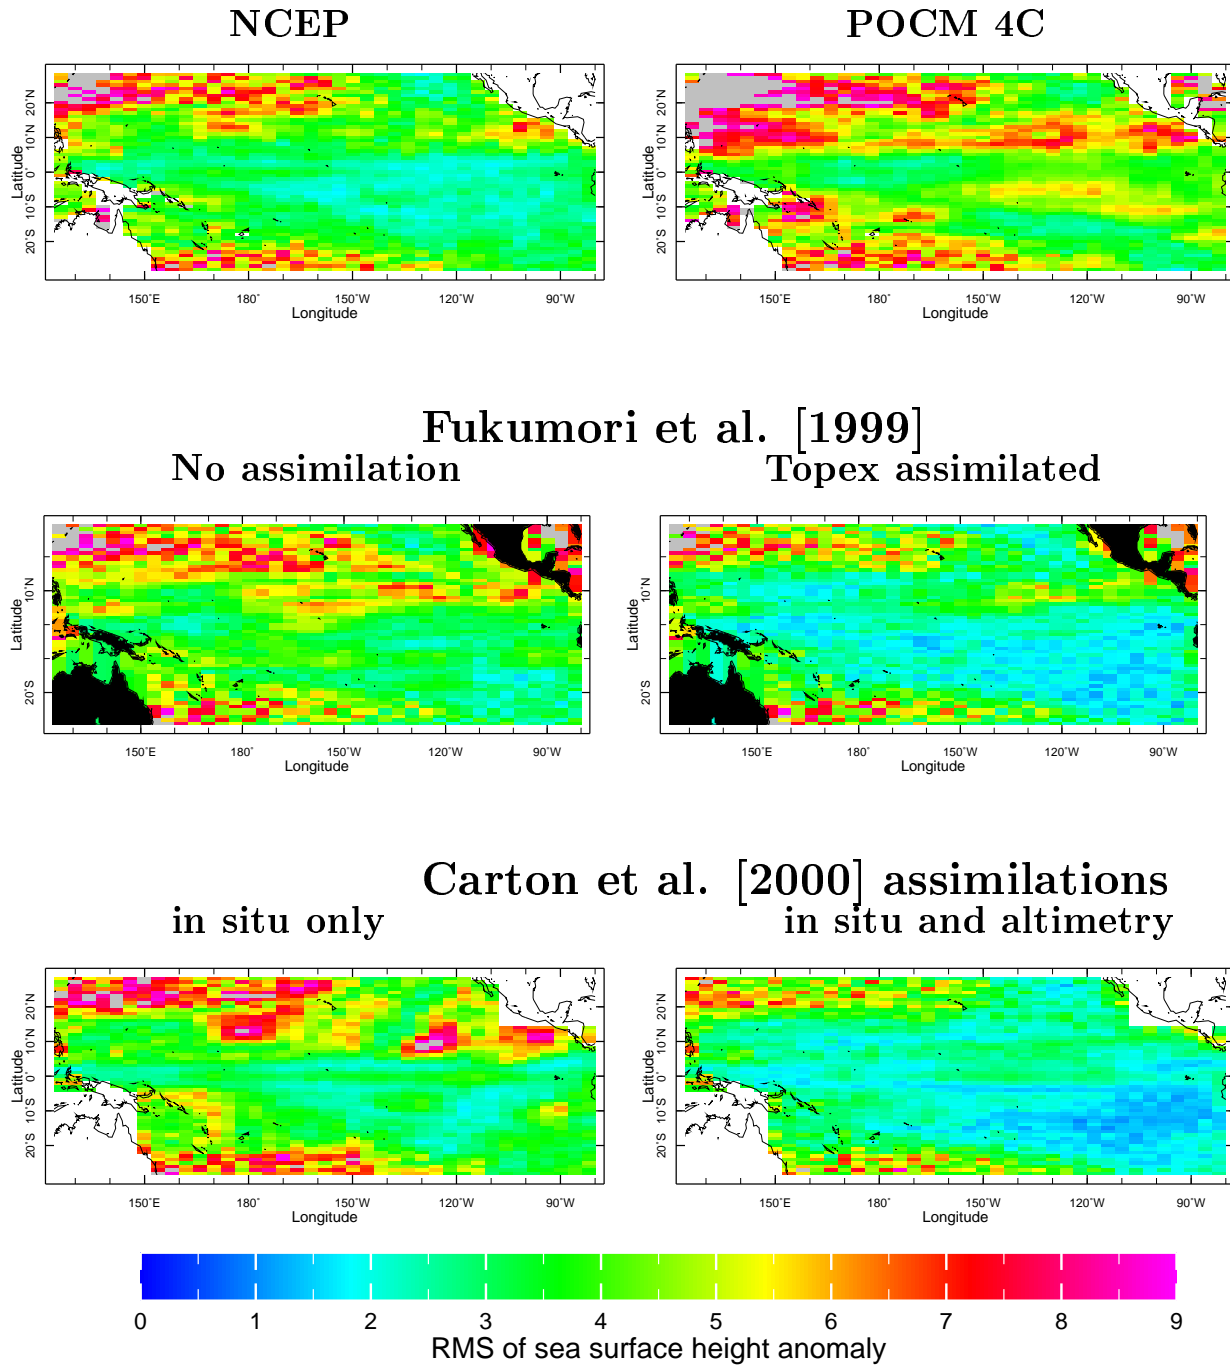 NCEP
POCM 4C
20°N
10°N
0°
10°S
20°S
Latitude
150°E 180° 150°W 120°W 90°W
Longitude
20°N
10°N
0°
10°S
20°S
Latitude
150°E 180° 150°W 120°W 90°W
Longitude
Fukumori et al. [1999]
No assimilation
Topex assimilated
10°N
20°S
Latitude
150°E 180° 150°W 120°W 90°W
Longitude
10°N
20°S
Latitude
150°E 180° 150°W 120°W 90°W
Longitude
Carton et al. [2000] assimilations
in situ only
in situ and altimetry
20°N
10°N
0°
10°S
20°S
Latitude
150°E 180° 150°W 120°W 90°W
Longitude
20°N
10°N
0°
10°S
20°S
Latitude
150°E 180° 150°W 120°W 90°W
Longitude
0 1 2 3 4 5 6 7 8 9
RMS of sea surface height anomaly